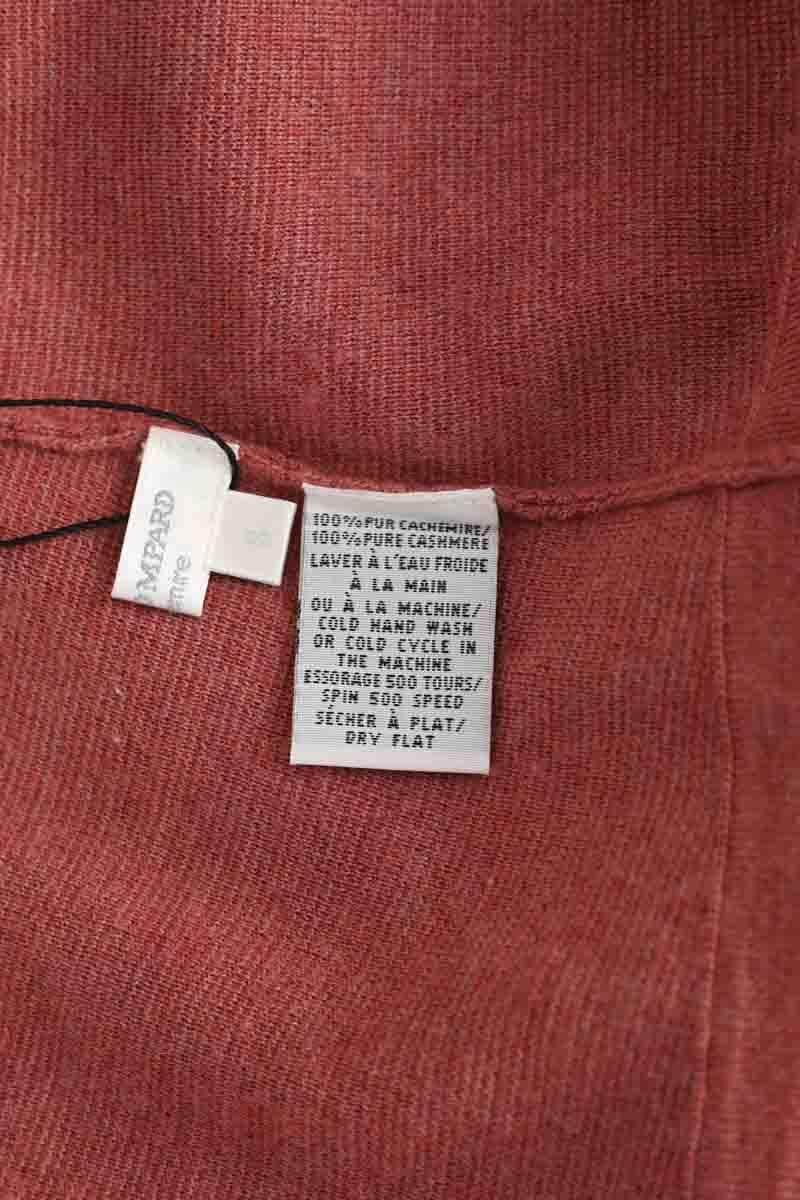 OMPARD
100% PUR CACHEMIRE/
100% PURE CASHMERE
LAVER À L'EAU FROIDE
À LA MAIN
OU À LA MACHINE/
COLD HAND WASH
OR COLD CYCLE IN
THE MACHINE
ESSORAGE 500 TOURS/
SPIN 500 SPEED
SÉCHER À PLAT/
DRY FLAT